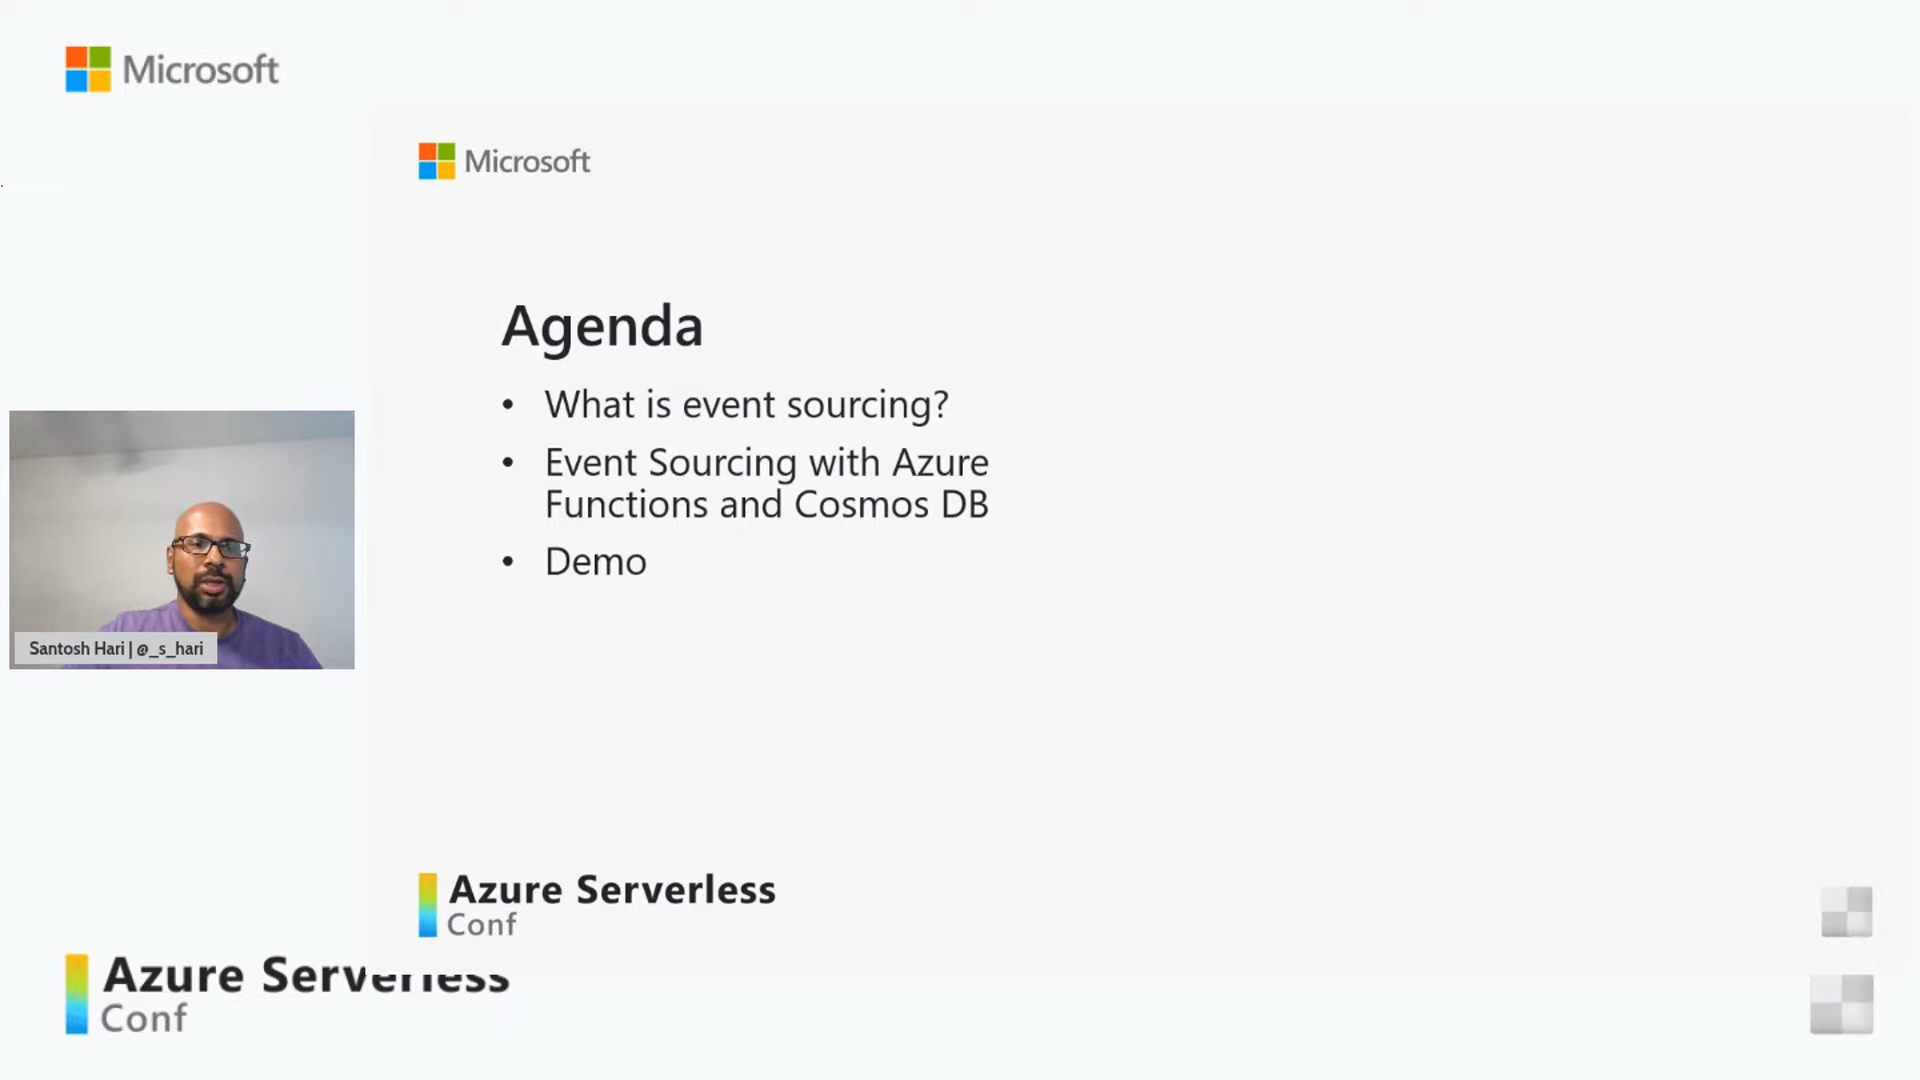 Microsoft
Microsoft
Agenda
• What is event sourcing?
• Event Sourcing with Azure
Functions and Cosmos DB
• Demo
Santosh Hari | @_s_hari
Azure Serverless
Conf
Azure Serverless
Conf